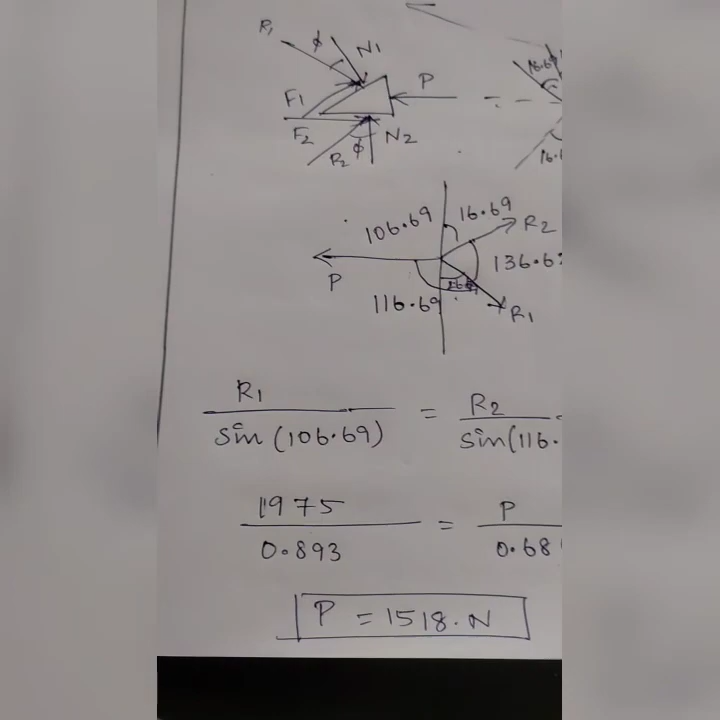 R1 φ N1
P
F1
F2
R2 φ N2
16.69
16.6
106.69 16.69 R2
136.6
P
116.69
R1
R1 / sin (106.69) = R2 / sin(116.
1975 / 0.893 = P / 0.68
P = 1518. N